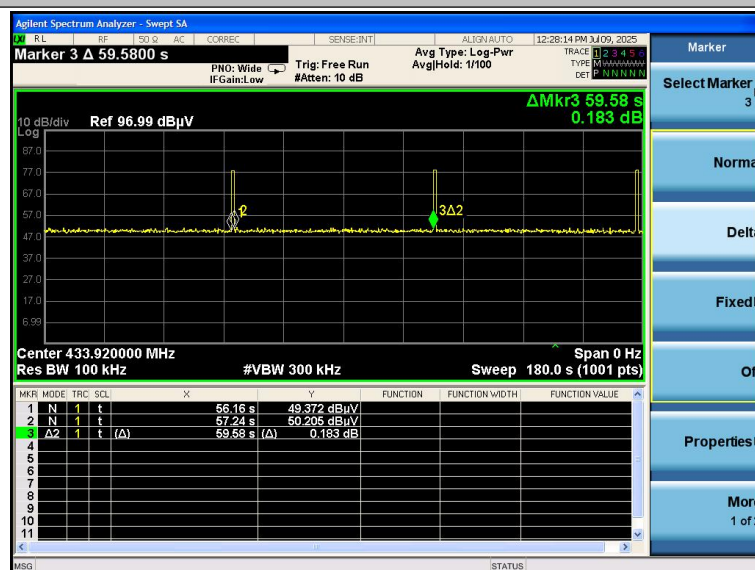 Agilent Spectrum Analyzer - Swept SA
LXI RL RF 50 Ω AC CORREC SENSE:INT ALIGN AUTO 12:28:14 PM Jul 09, 2025
Marker 3 Δ 59.5800 s
PNO: Wide
IFGain:Low
Trig: Free Run
#Atten: 10 dB
Avg Type: Log-Pwr
Avg|Hold: 1/100
TRACE 1 2 3 4 5 6
TYPE M
DET P N N N N N
ΔMkr3 59.58 s
0.183 dB
10 dB/div Ref 96.99 dBµV
Log
87.0
77.0
67.0
57.0
47.0
37.0
27.0
17.0
6.99
2
3Δ2
Center 433.920000 MHz Span 0 Hz
Res BW 100 kHz #VBW 300 kHz Sweep 180.0 s (1001 pts)
MKR MODE TRC SCL X Y FUNCTION FUNCTION WIDTH FUNCTION VALUE
1 N 1 t 56.16 s 49.372 dBµV
2 N 1 t 57.24 s 50.205 dBµV
3 Δ2 1 t (Δ) 59.58 s (Δ) 0.183 dB
4
5
6
7
8
9
10
11
MSG STATUS
Marker
Select Marker
3
Norma
Delt
Fixed
Of
Properties
Mor
1 of